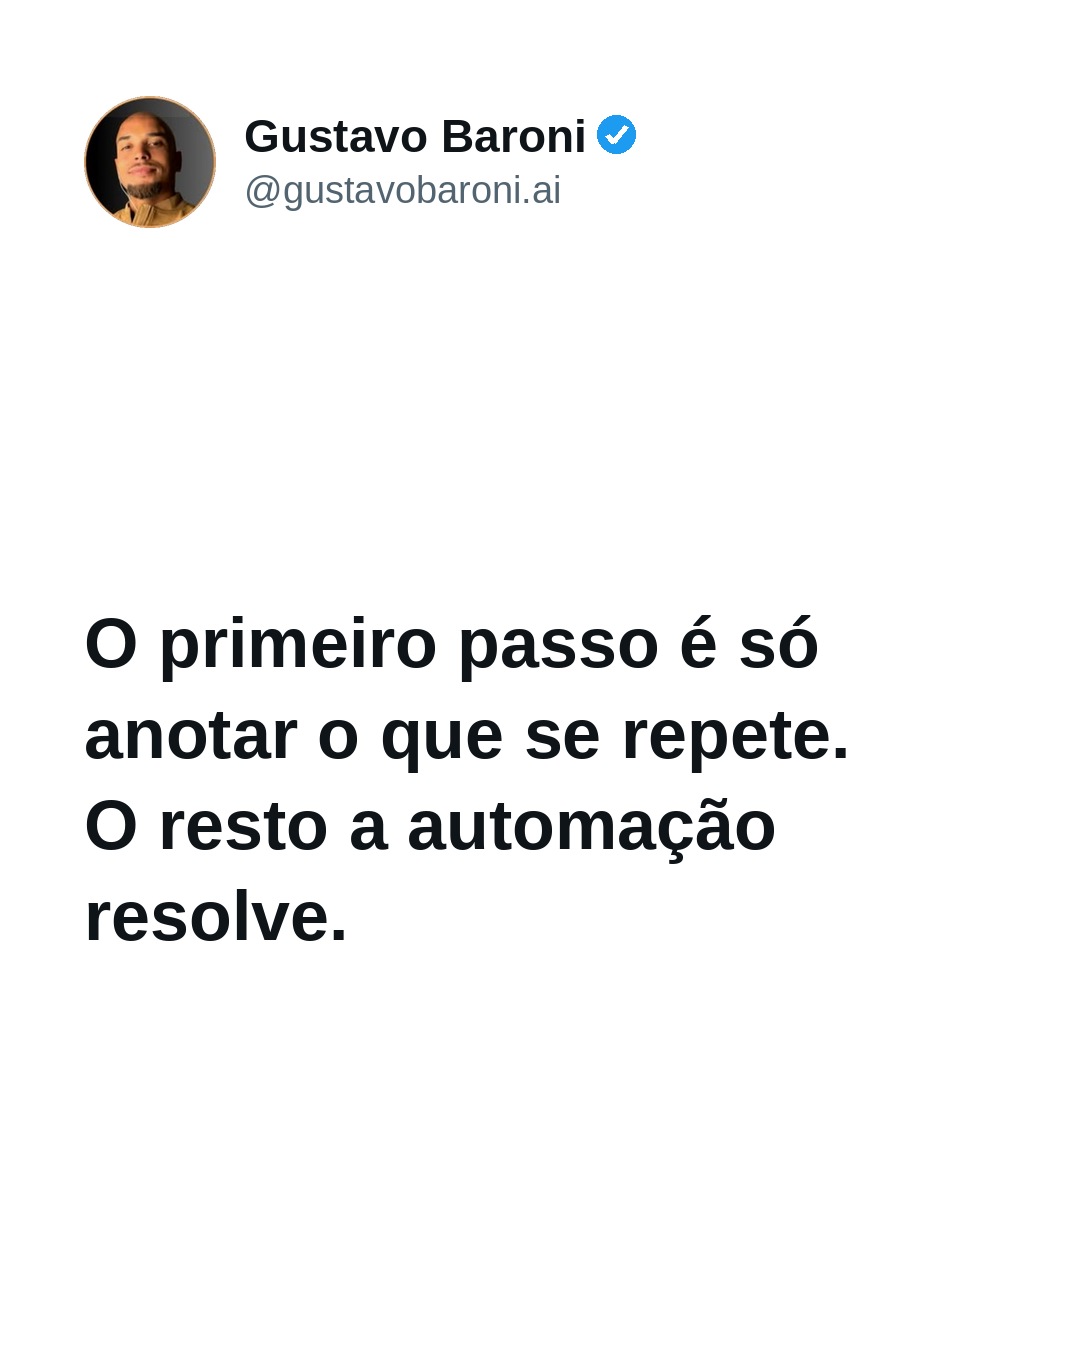 Gustavo Baroni
@gustavobaroni.ai
O primeiro passo é só
anotar o que se repete.
O resto a automação
resolve.